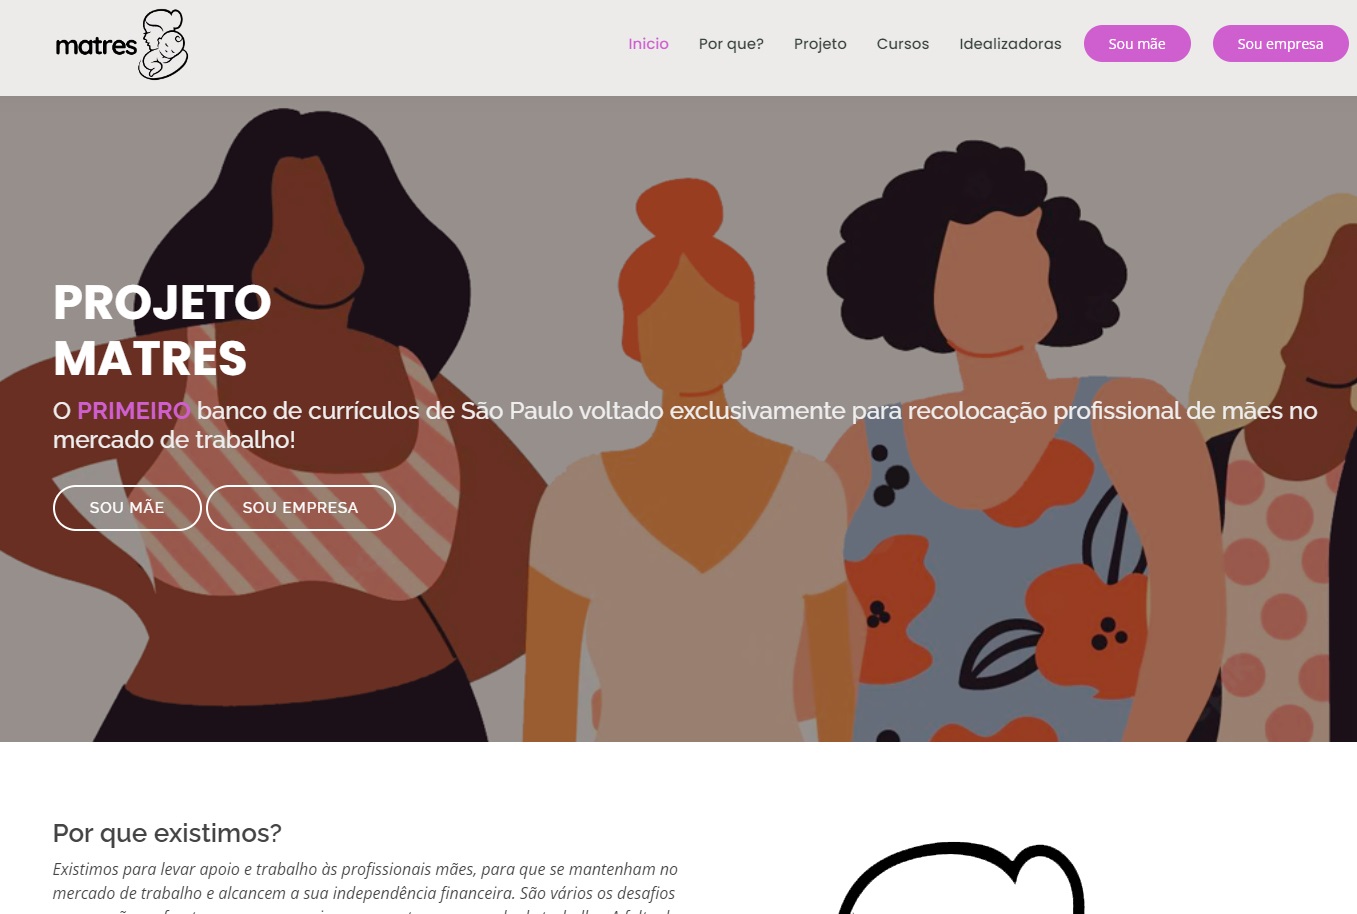 matres
Inicio Por que? Projeto Cursos Idealizadoras Sou mãe Sou empresa
PROJETO
MATRES
O PRIMEIRO banco de currículos de São Paulo voltado exclusivamente para recolocação profissional de mães no
mercado de trabalho!
SOU MÃE SOU EMPRESA
Por que existimos?
Existimos para levar apoio e trabalho às profissionais mães, para que se mantenham no
mercado de trabalho e alcancem a sua independência financeira. São vários os desafios